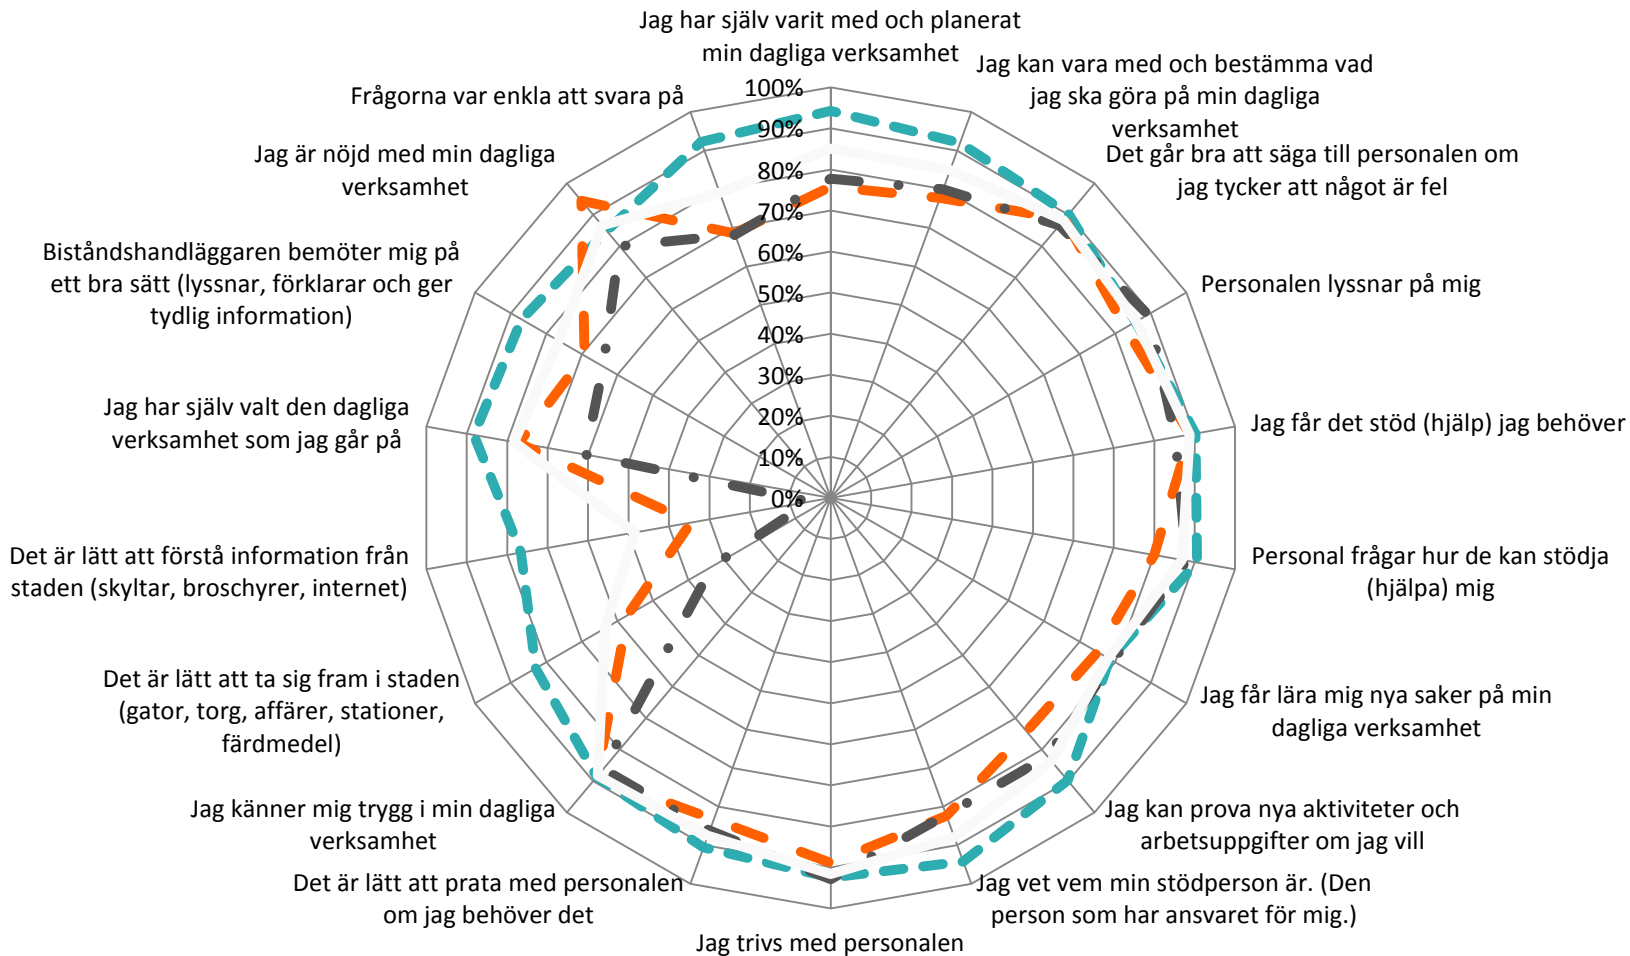 Jag har själv varit med och planerat
min dagliga verksamhet
Jag kan vara med och bestämma vad
jag ska göra på min dagliga
verksamhet
Det går bra att säga till personalen om
jag tycker att något är fel
Personalen lyssnar på mig
Jag får det stöd (hjälp) jag behöver
Personal frågar hur de kan stödja
(hjälpa) mig
Jag får lära mig nya saker på min
dagliga verksamhet
Jag kan prova nya aktiviteter och
arbetsuppgifter om jag vill
Jag vet vem min stödperson är. (Den
person som har ansvaret för mig.)
Jag trivs med personalen
Det är lätt att prata med personalen
om jag behöver det
Jag känner mig trygg i min dagliga
verksamhet
Det är lätt att ta sig fram i staden
(gator, torg, affärer, stationer,
färdmedel)
Det är lätt att förstå information från
staden (skyltar, broschyrer, internet)
Jag har själv valt den dagliga
verksamhet som jag går på
Biståndshandläggaren bemöter mig på
ett bra sätt (lyssnar, förklarar och ger
tydlig information)
Jag är nöjd med min dagliga
verksamhet
Frågorna var enkla att svara på
100%
90%
80%
70%
60%
50%
40%
30%
20%
10%
0%